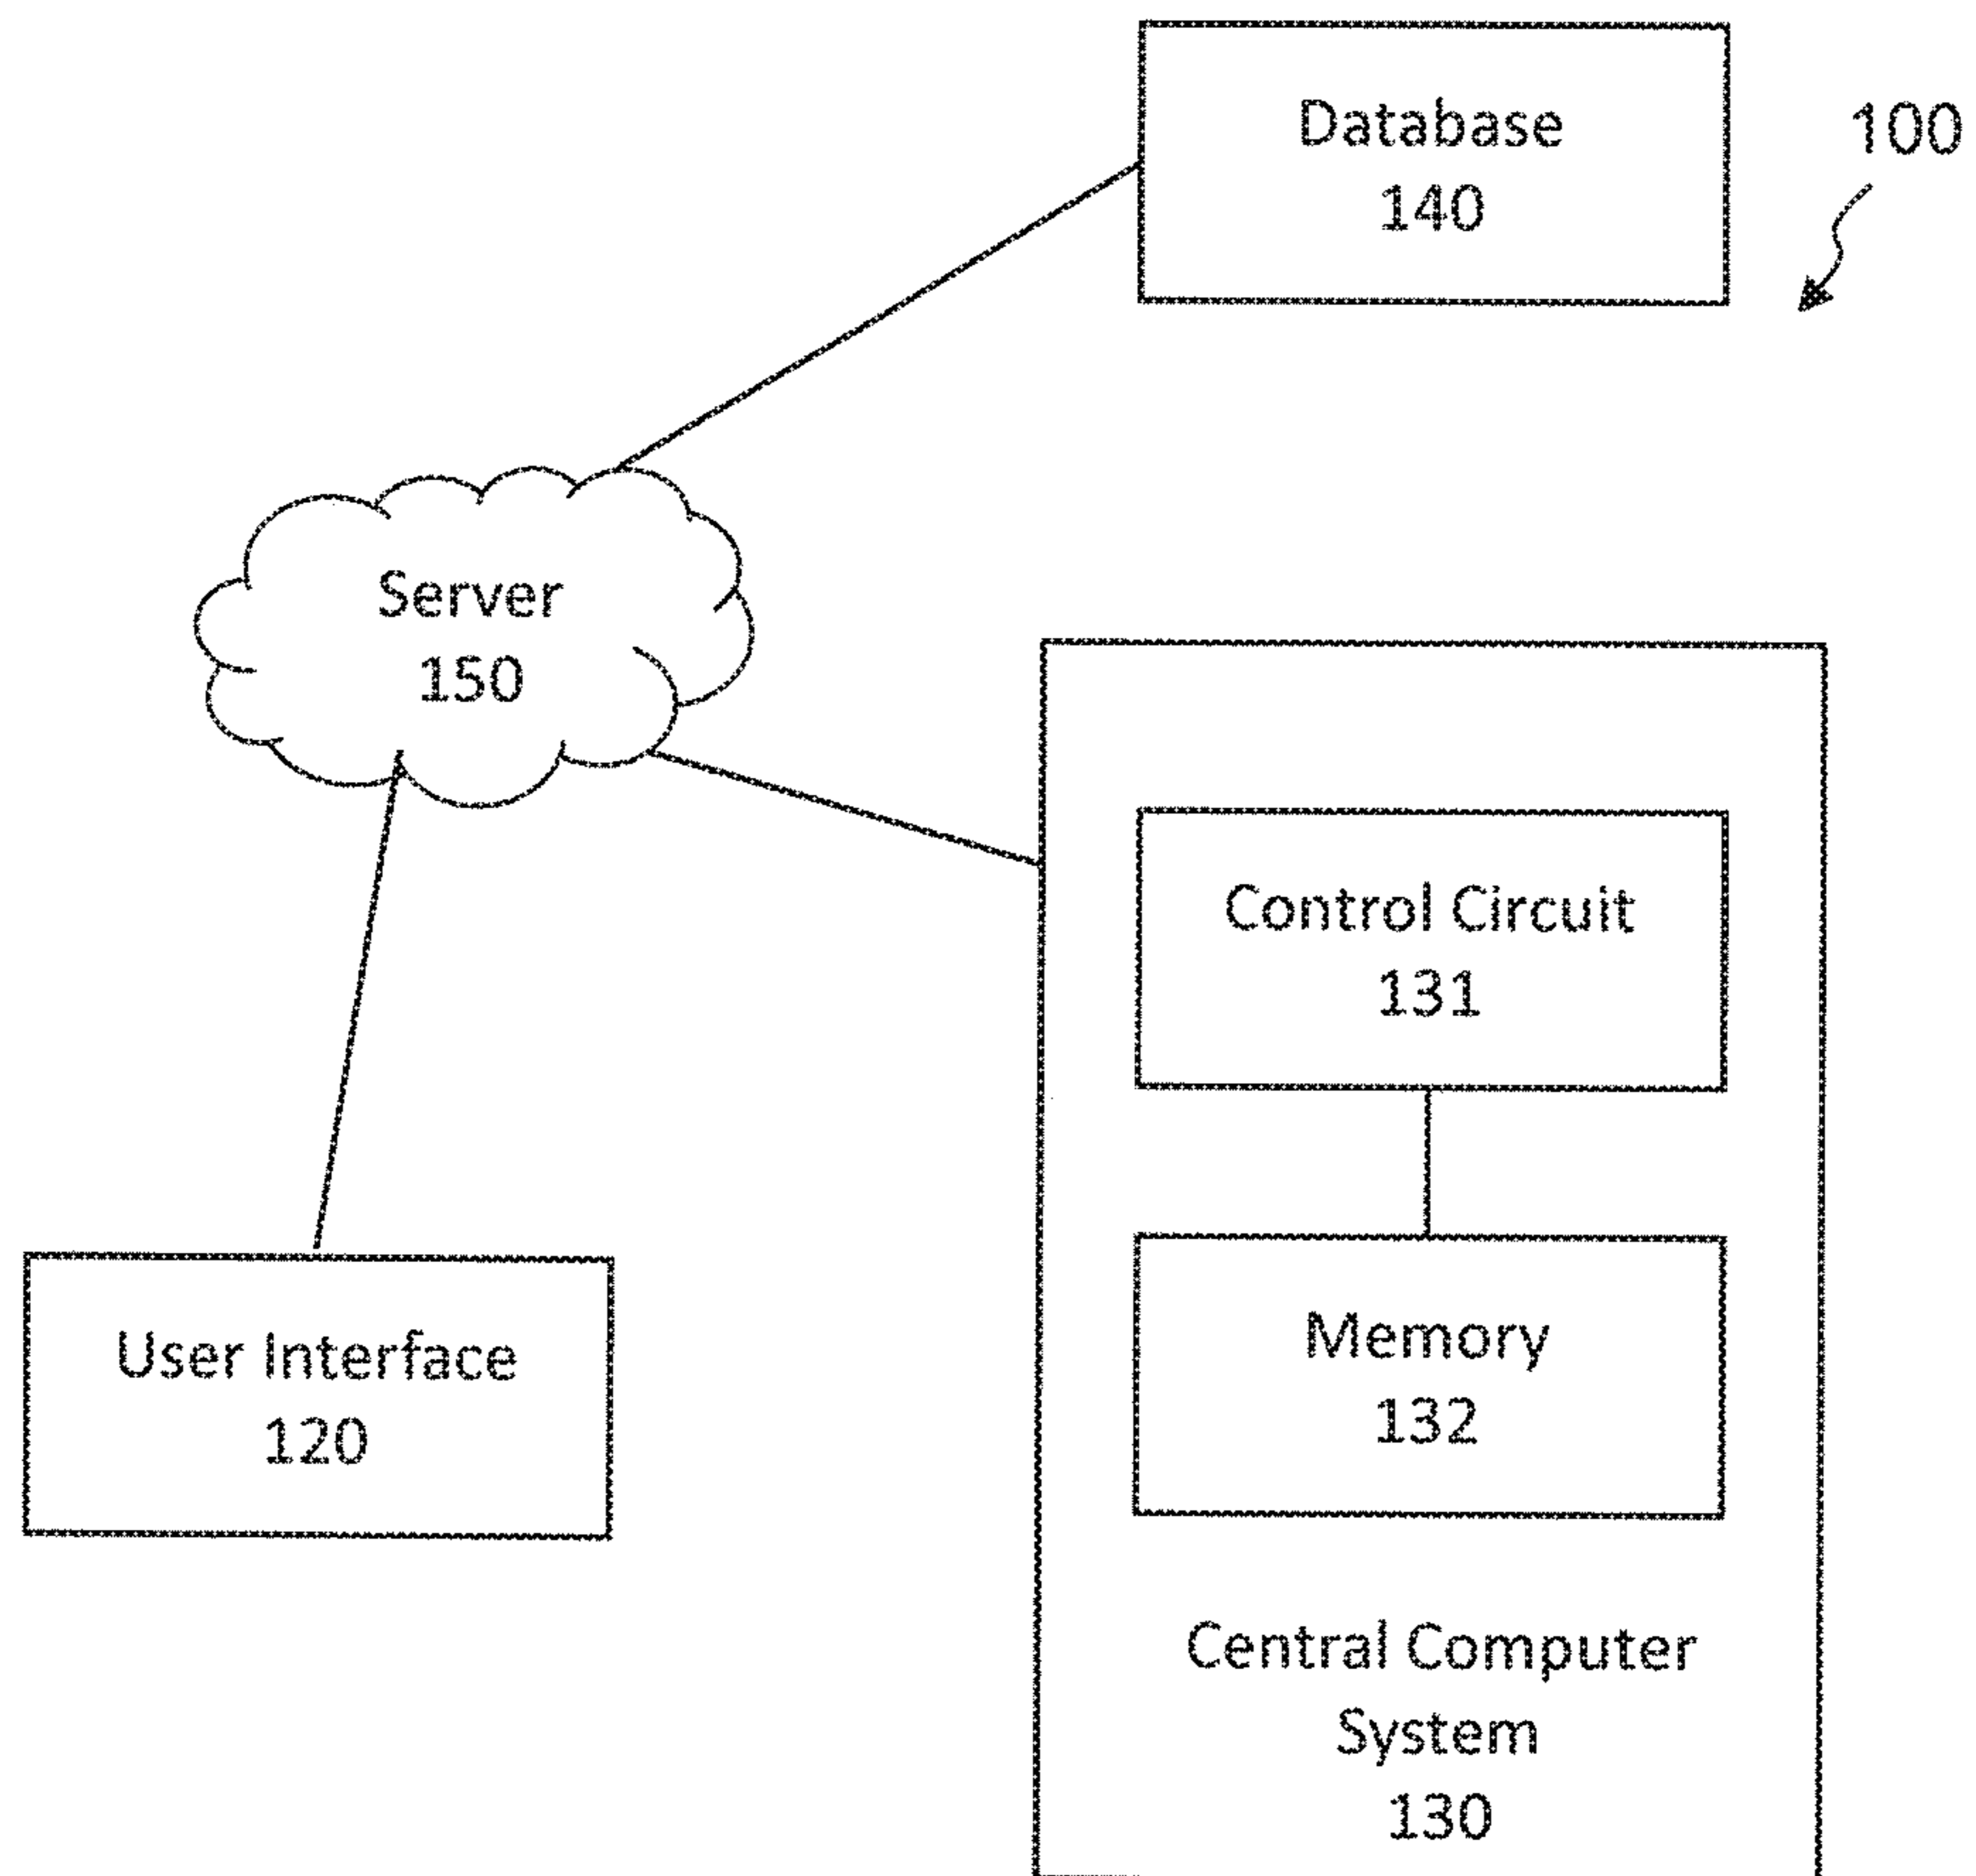 Database
140
100
Server
150
Control Circuit
131
User Interface
120
Memory
132
Central Computer
System
130